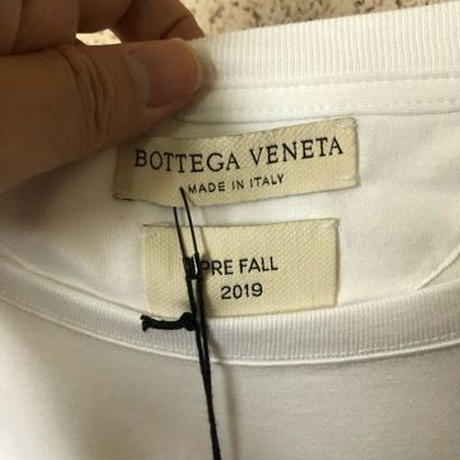 BOTTEGA VENETA
MADE IN ITALY
PRE FALL
2019